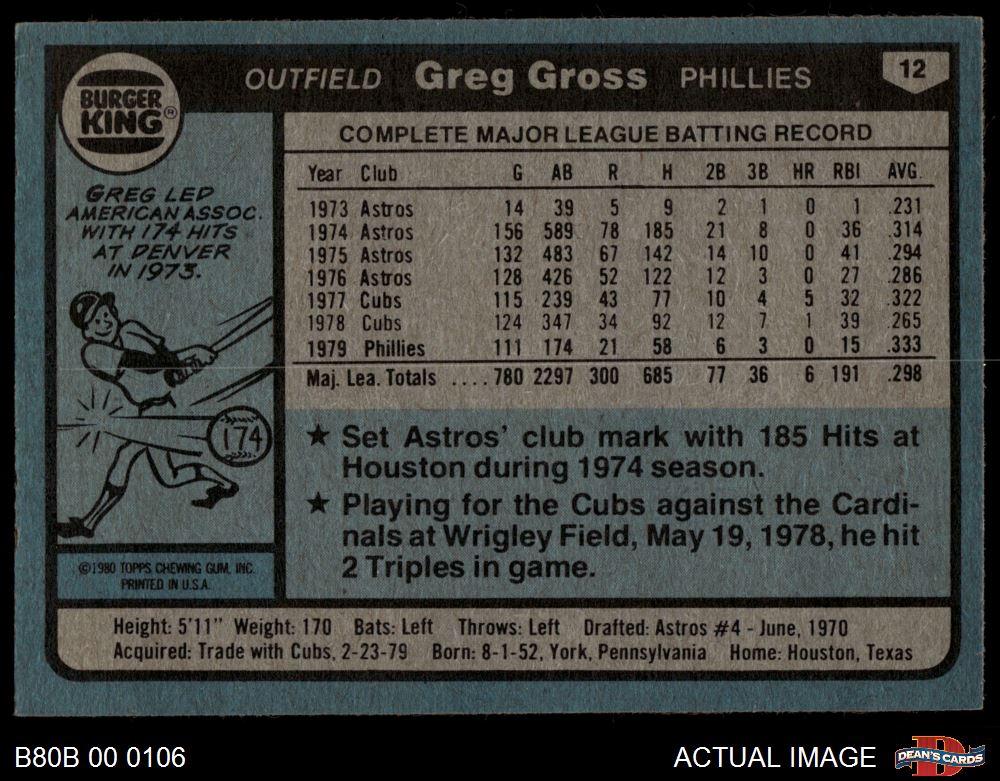 OUTFIELD Greg Gross PHILLIES 12
BURGER
KING®
GREG LED
AMERICAN ASSOC.
WITH 174 HITS
AT DENVER
IN 1973.
174
©1980 TOPPS CHEWING GUM, INC.
PRINTED IN U.S.A.
COMPLETE MAJOR LEAGUE BATTING RECORD
Year Club G AB R H 2B 3B HR RBI AVG.
1973 Astros 14 39 5 9 2 1 0 1 .231
1974 Astros 156 589 78 185 21 8 0 36 .314
1975 Astros 132 483 67 142 14 10 0 41 .294
1976 Astros 128 426 52 122 12 3 0 27 .286
1977 Cubs 115 239 43 77 10 4 5 32 .322
1978 Cubs 124 347 34 92 12 7 1 39 .265
1979 Phillies 111 174 21 58 6 3 0 15 .333
Maj. Lea. Totals ....780 2297 300 685 77 36 6 191 .298
★ Set Astros' club mark with 185 Hits at
Houston during 1974 season.
★ Playing for the Cubs against the Cardi-
nals at Wrigley Field, May 19, 1978, he hit
2 Triples in game.
Height: 5'11" Weight: 170 Bats: Left Throws: Left Drafted: Astros #4 - June, 1970
Acquired: Trade with Cubs, 2-23-79 Born: 8-1-52, York, Pennsylvania Home: Houston, Texas
B80B 00 0106 ACTUAL IMAGE
D
DEAN'S CARDS